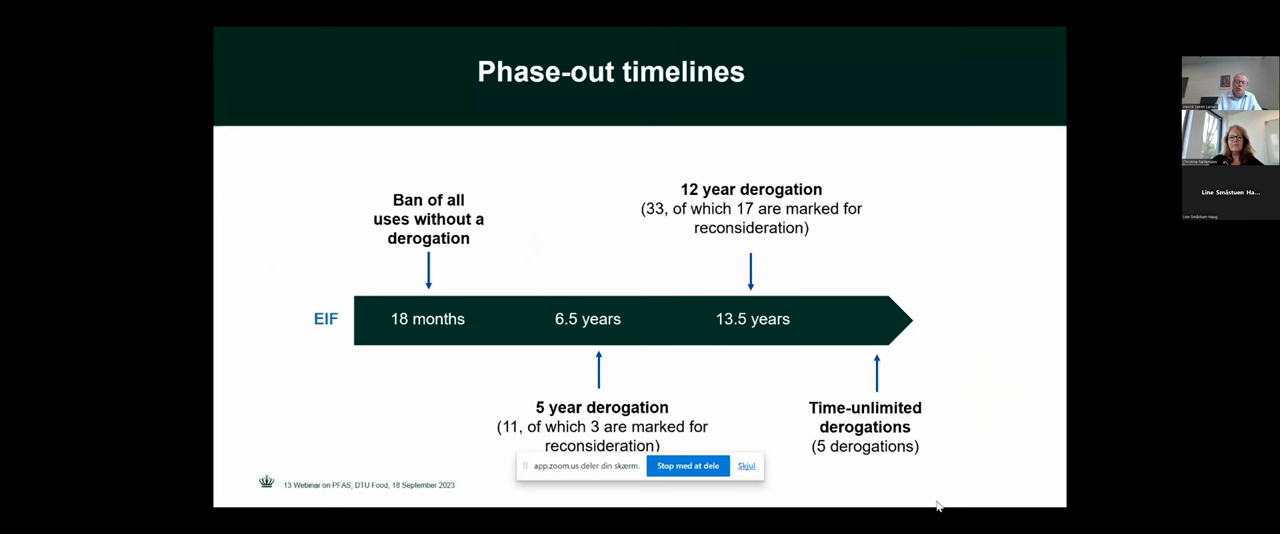 Phase-out timelines
Ban of all
uses without a
derogation
12 year derogation
(33, of which 17 are marked for
reconsideration)
EIF
18 months
6.5 years
13.5 years
5 year derogation
(11, of which 3 are marked for
reconsideration)
Time-unlimited
derogations
(5 derogations)
app.zoom.us deler din skærm.
Stop med at dele
Skjul
13 Webinar on PFAS, DTU Food, 18 September 2023
Line Småstuen Ha...
Line Småstuen Haug